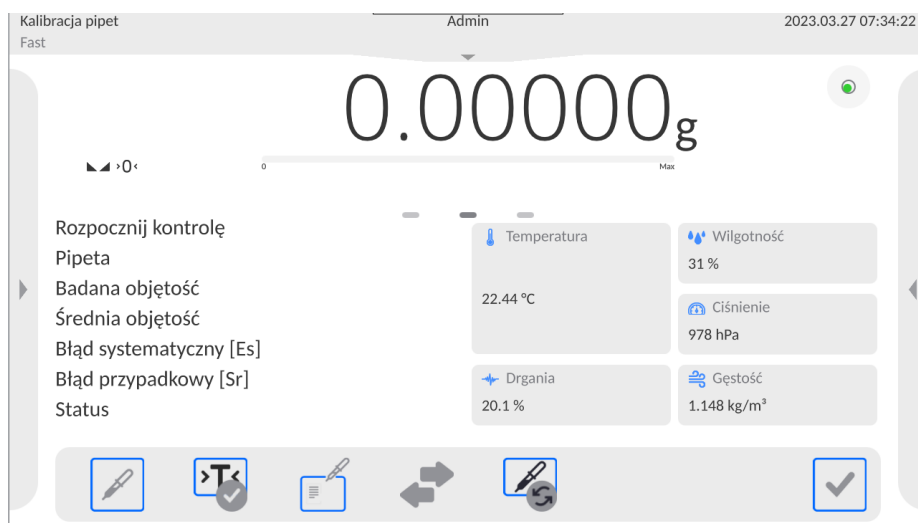 Kalibracja pipet
Admin
2023.03.27 07:34:22
Fast
0.00000g
›0‹
0
Max
Rozpocznij kontrolę
Pipeta
Badana objętość
Średnia objętość
Błąd systematyczny [Es]
Błąd przypadkowy [Sr]
Status
Temperatura
22.44 °C
Wilgotność
31 %
Ciśnienie
978 hPa
Drgania
20.1 %
Gęstość
1.148 kg/m³
›T‹